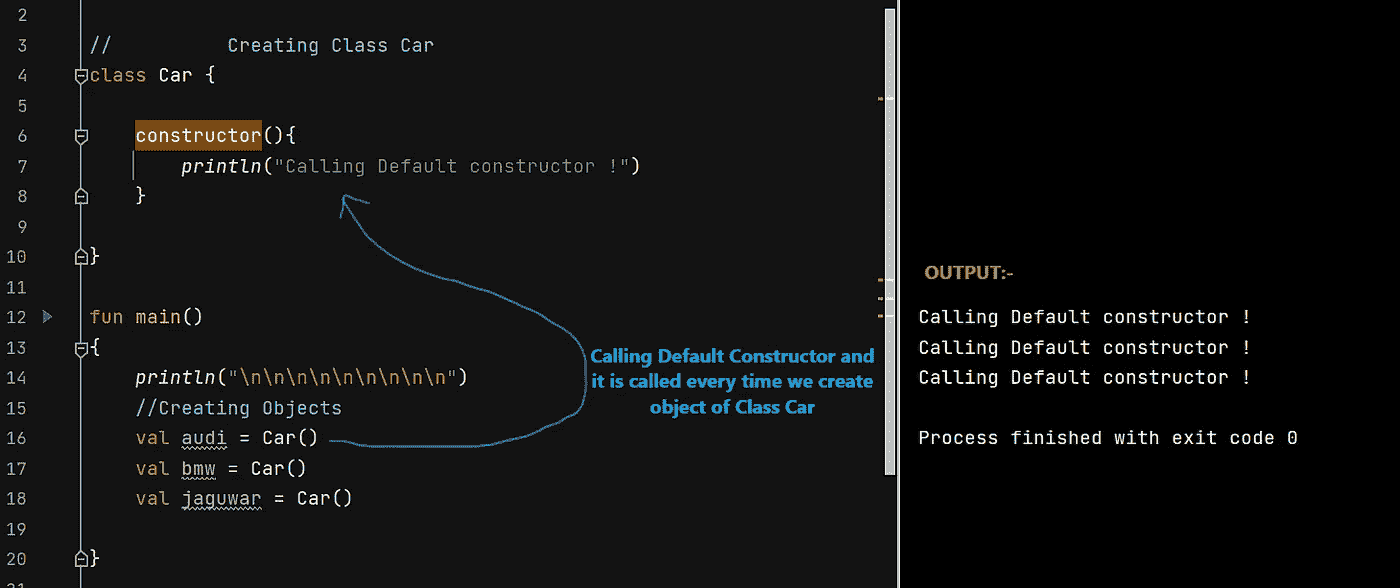 2
3 // Creating Class Car
4 class Car {
5
6 constructor(){
7 println("Calling Default constructor !")
8 }
9
10 }
11
12 fun main()
13 {
14 println("\n\n\n\n\n\n\n\n\n")
15 //Creating Objects
16 val audi = Car()
17 val bmw = Car()
18 val jaguwar = Car()
19
20 }
Calling Default Constructor and
it is called every time we create
object of Class Car
OUTPUT:-
Calling Default constructor !
Calling Default constructor !
Calling Default constructor !
Process finished with exit code 0